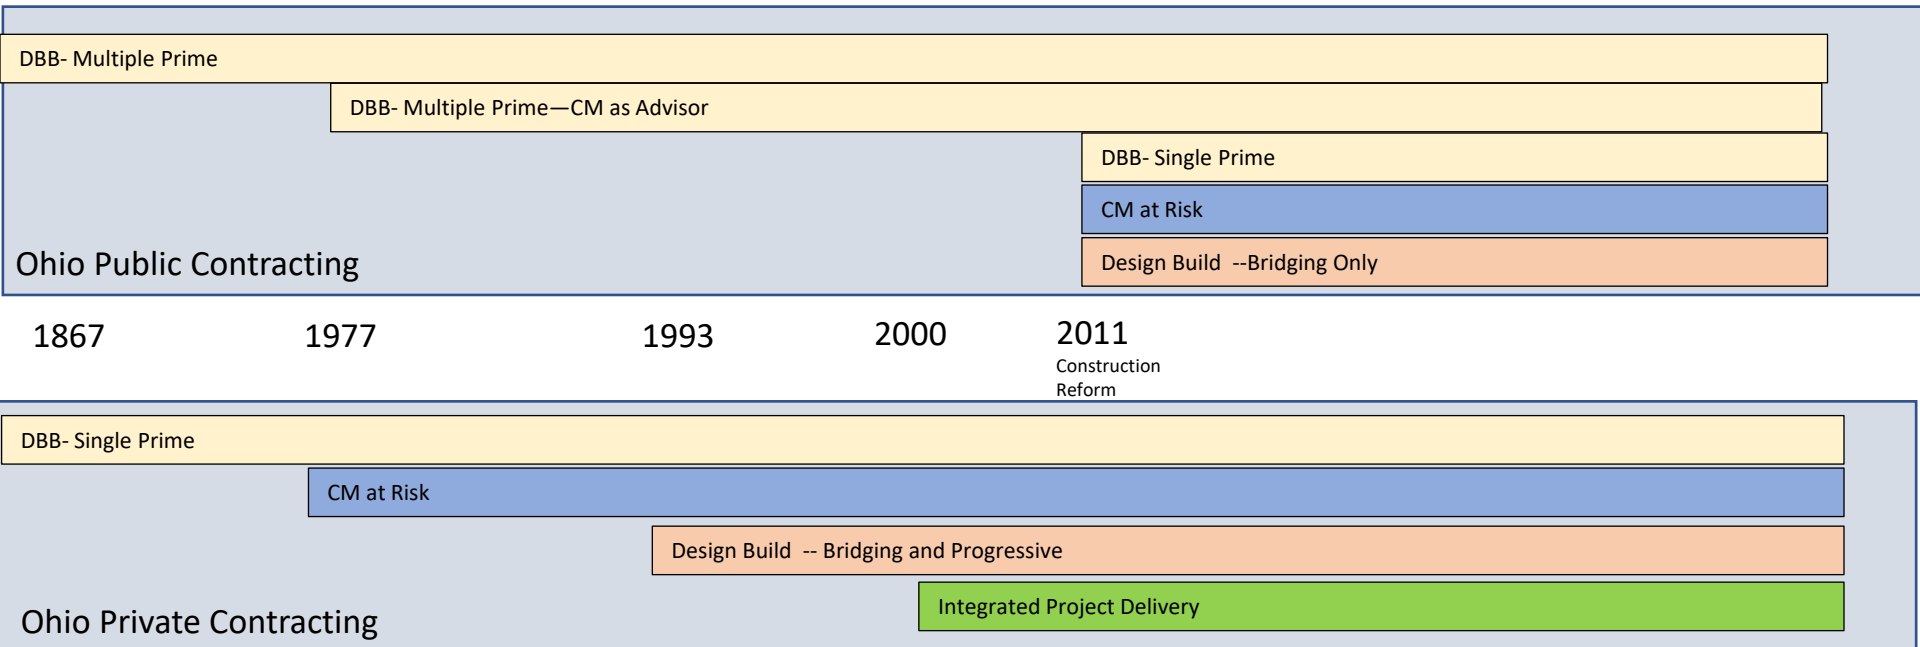 DBB- Multiple Prime
DBB- Multiple Prime—CM as Advisor
DBB- Single Prime
CM at Risk
Design Build  --Bridging Only
Ohio Public Contracting
1867
1977
1993
2000
2011
Construction
Reform
DBB- Single Prime
CM at Risk
Design Build  -- Bridging and Progressive
Integrated Project Delivery
Ohio Private Contracting